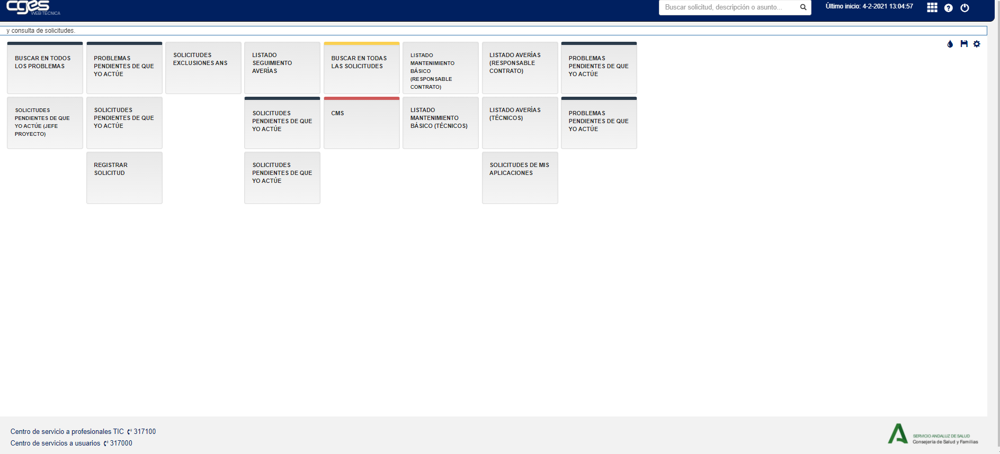 cges
WEB TÉCNICA
Buscar solicitud, descripción o asunto...
Último inicio: 4-2-2021 13:04:57
y consulta de solicitudes.
BUSCAR EN TODOS
LOS PROBLEMAS
PROBLEMAS
PENDIENTES DE QUE
YO ACTÚE
SOLICITUDES
EXCLUSIONES ANS
LISTADO
SEGUIMIENTO
AVERÍAS
BUSCAR EN TODAS
LAS SOLICITUDES
LISTADO
MANTENIMIENTO
BÁSICO
(RESPONSABLE
CONTRATO)
LISTADO AVERÍAS
(RESPONSABLE
CONTRATO)
PROBLEMAS
PENDIENTES DE QUE
YO ACTÚE
SOLICITUDES
PENDIENTES DE QUE
YO ACTÚE (JEFE
PROYECTO)
SOLICITUDES
PENDIENTES DE QUE
YO ACTÚE
SOLICITUDES
PENDIENTES DE QUE
YO ACTÚE
CMS
LISTADO
MANTENIMIENTO
BÁSICO (TÉCNICOS)
LISTADO AVERÍAS
(TÉCNICOS)
PROBLEMAS
PENDIENTES DE QUE
YO ACTÚE
REGISTRAR
SOLICITUD
SOLICITUDES
PENDIENTES DE QUE
YO ACTÚE
SOLICITUDES DE MIS
APLICACIONES
Centro de servicio a profesionales TIC 317100
Centro de servicios a usuarios 317000
SERVICIO ANDALUZ DE SALUD
Consejería de Salud y Familias